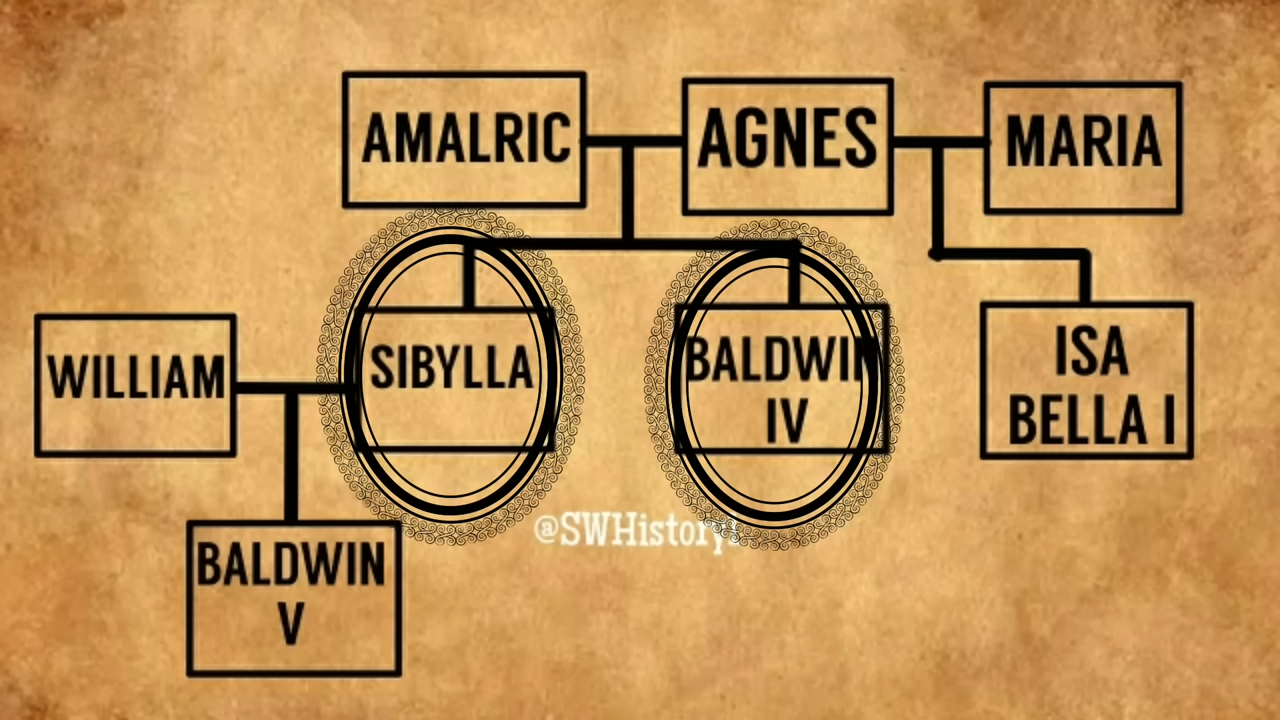 AMALRIC
AGNES
MARIA
WILLIAM
SIBYLLA
BALDWIN
IV
ISA
BELLA I
@SWHistory
BALDWIN
V